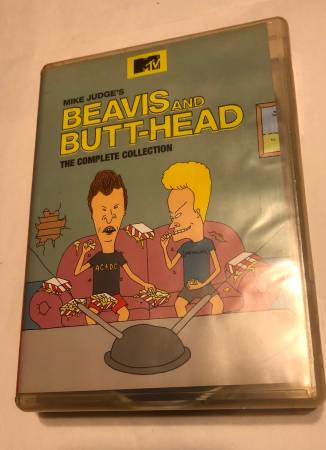 MTV
MIKE JUDGE'S
BEAVIS AND
BUTT-HEAD
THE COMPLETE COLLECTION
AC/DC